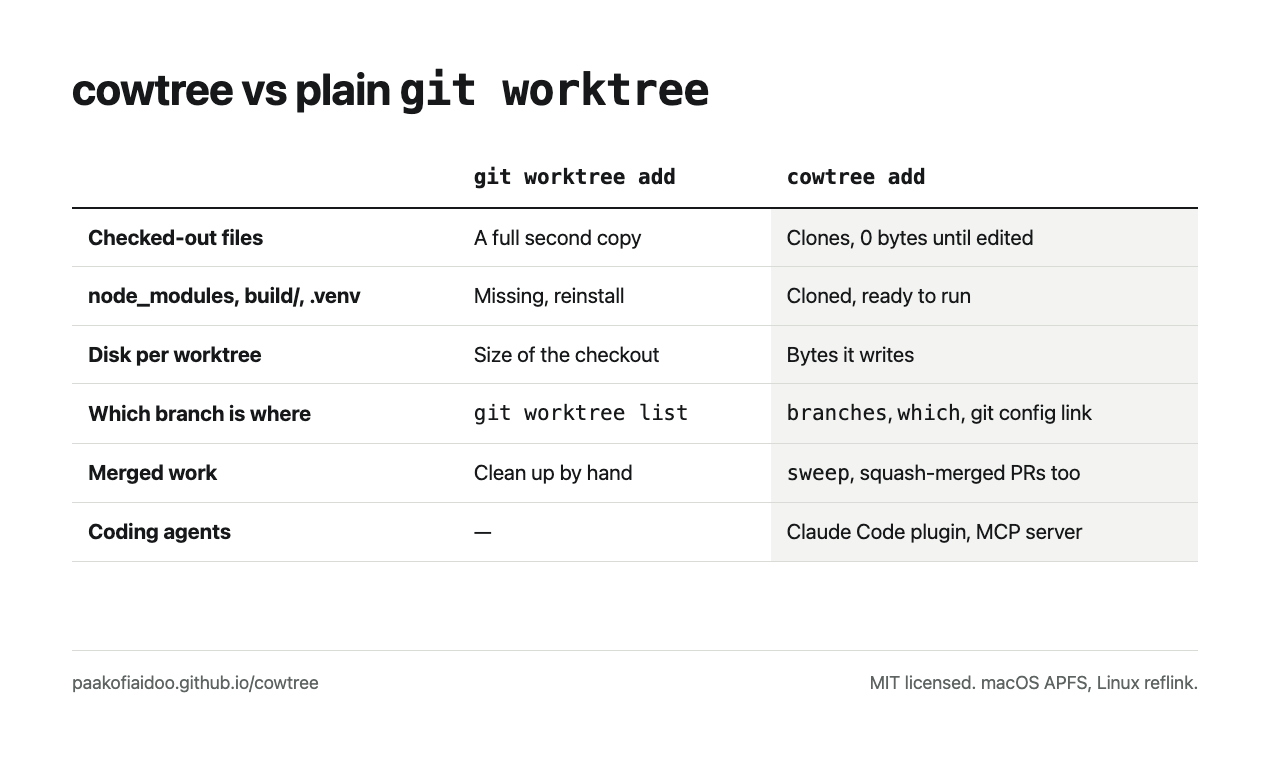 cowtree vs plain git worktree
git worktree add cowtree add
Checked-out files A full second copy Clones, 0 bytes until edited
node_modules, build/, .venv Missing, reinstall Cloned, ready to run
Disk per worktree Size of the checkout Bytes it writes
Which branch is where git worktree list branches, which, git config link
Merged work Clean up by hand sweep, squash-merged PRs too
Coding agents — Claude Code plugin, MCP server
paakofiaidoo.github.io/cowtree MIT licensed. macOS APFS, Linux reflink.